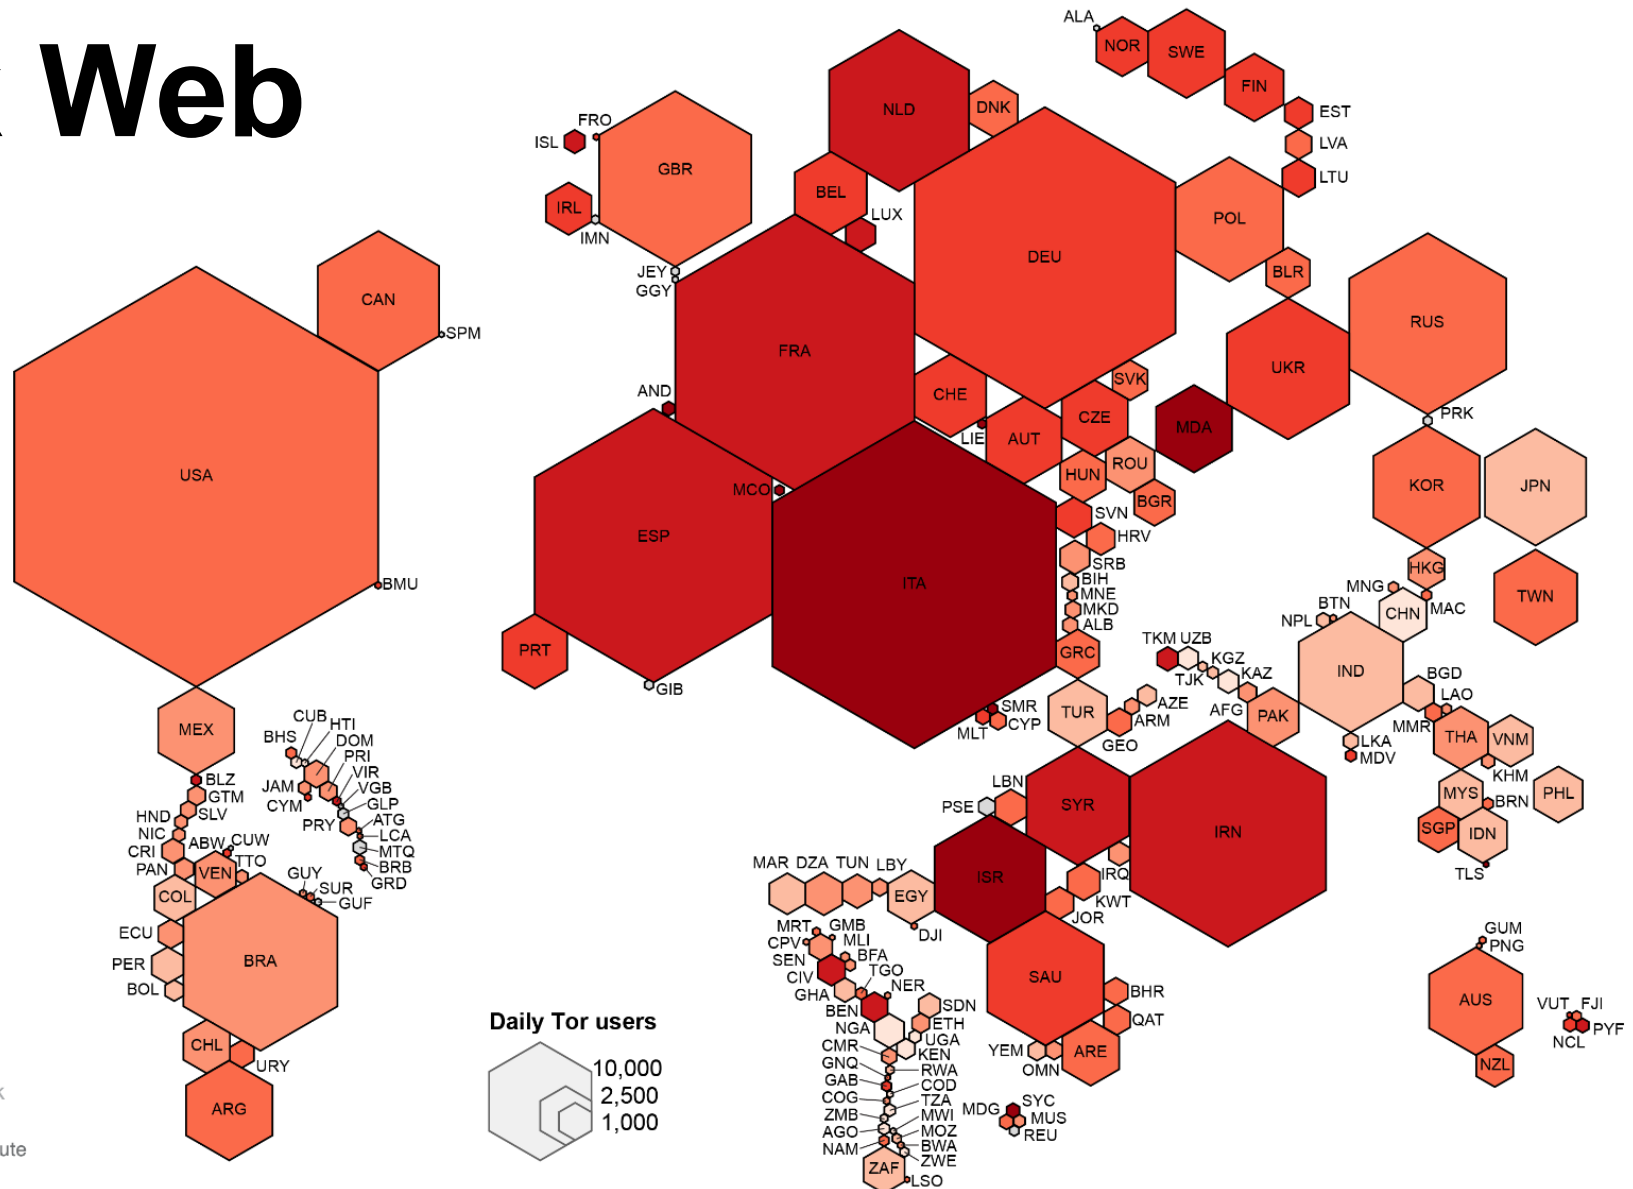 Web
ALA
NOR
SWE
FIN
EST
LVA
LTU
NLD
DNK
FRO
ISL
GBR
IRL
IMN
JEY
GGY
BEL
LUX
DEU
POL
BLR
RUS
UKR
CAN
SPM
USA
BMU
FRA
AND
CHE
LIE
AUT
CZE
SVK
MDA
HUN
ROU
BGR
PRK
KOR
JPN
MCO
ESP
ITA
SVN
HRV
SRB
BIH
MNE
MKD
ALB
GRC
PRT
GIB
HKG
TWN
MNG
MAC
CHN
BTN
NPL
IND
TKM UZB
TJK
KGZ
KAZ
AFG
PAK
BGD
LAO
MMR
THA
VNM
LKA
MDV
KHM
MYS
BRN
PHL
SGP
IDN
TLS
SMR
CYP
MLT
TUR
AZE
ARM
GEO
MEX
CUB
HTI
BHS
DOM
PRI
VIR
VGB
JAM
CYM
GLP
PRY
ATG
LCA
MTQ
BRB
GRD
BLZ
GTM
SLV
HND
NIC
CRI
PAN
ABW
CUW
TTO
VEN
COL
GUY
SUR
GUF
ECU
PER
BOL
BRA
CHL
URY
ARG
LBN
PSE
SYR
IRN
ISR
IRQ
KWT
JOR
MAR DZA TUN LBY
EGY
DJI
SAU
BHR
QAT
ARE
YEM
OMN
MRT
GMB
CPV
MLI
SEN
BFA
CIV
TGO
GHA
NER
BEN
SDN
NGA
ETH
UGA
CMR
KEN
GNQ
RWA
GAB
COD
COG
TZA
ZMB
MWI
AGO
MOZ
NAM
BWA
ZWE
ZAF
LSO
MDG
SYC
MUS
REU
GUM
PNG
AUS
NZL
VUT FJI
PYF
NCL
Daily Tor users
10,000
2,500
1,000
ute